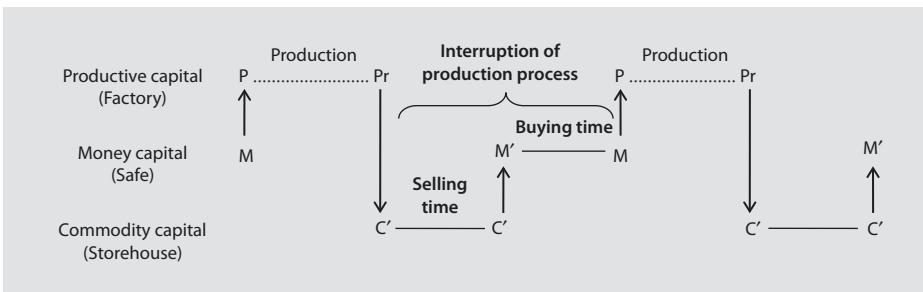 Production
Interruption of
production process
Production
Productive capital
(Factory)
P ........................ Pr
P ...................... Pr
Buying time
Money capital
(Safe)
M
M′
M
M′
Selling
time
Commodity capital
(Storehouse)
C′
C′
C′
C′